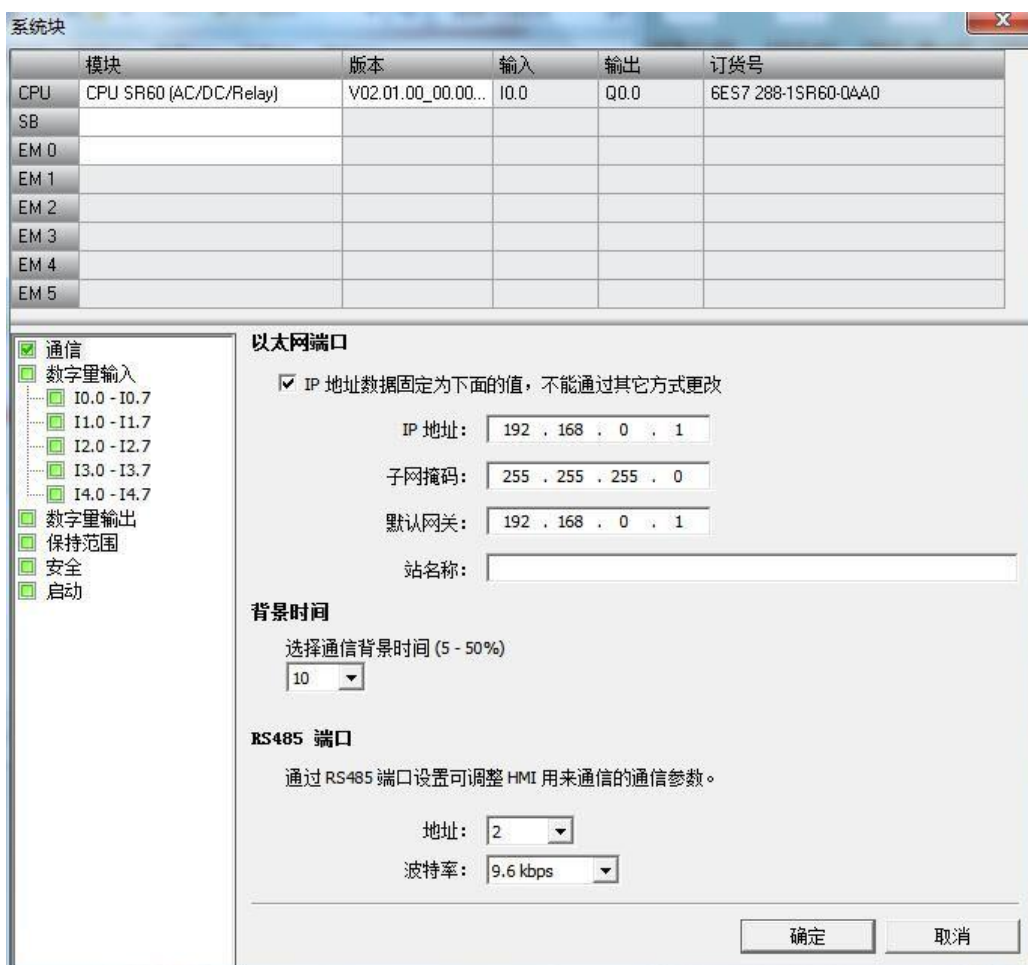 系统块
模块 版本 输入 输出 订货号
CPU CPU SR60 (AC/DC/Relay) V02.01.00_00.00... I0.0 Q0.0 6ES7 288-1SR60-0AA0
SB
EM 0
EM 1
EM 2
EM 3
EM 4
EM 5
通信
数字量输入
I0.0 - I0.7
I1.0 - I1.7
I2.0 - I2.7
I3.0 - I3.7
I4.0 - I4.7
数字量输出
保持范围
安全
启动
以太网端口
IP 地址数据固定为下面的值，不能通过其它方式更改
IP 地址： 192 . 168 . 0 . 1
子网掩码： 255 . 255 . 255 . 0
默认网关： 192 . 168 . 0 . 1
站名称：
背景时间
选择通信背景时间 (5 - 50%)
10
RS485 端口
通过 RS485 端口设置可调整 HMI 用来通信的通信参数。
地址： 2
波特率： 9.6 kbps
确定 取消